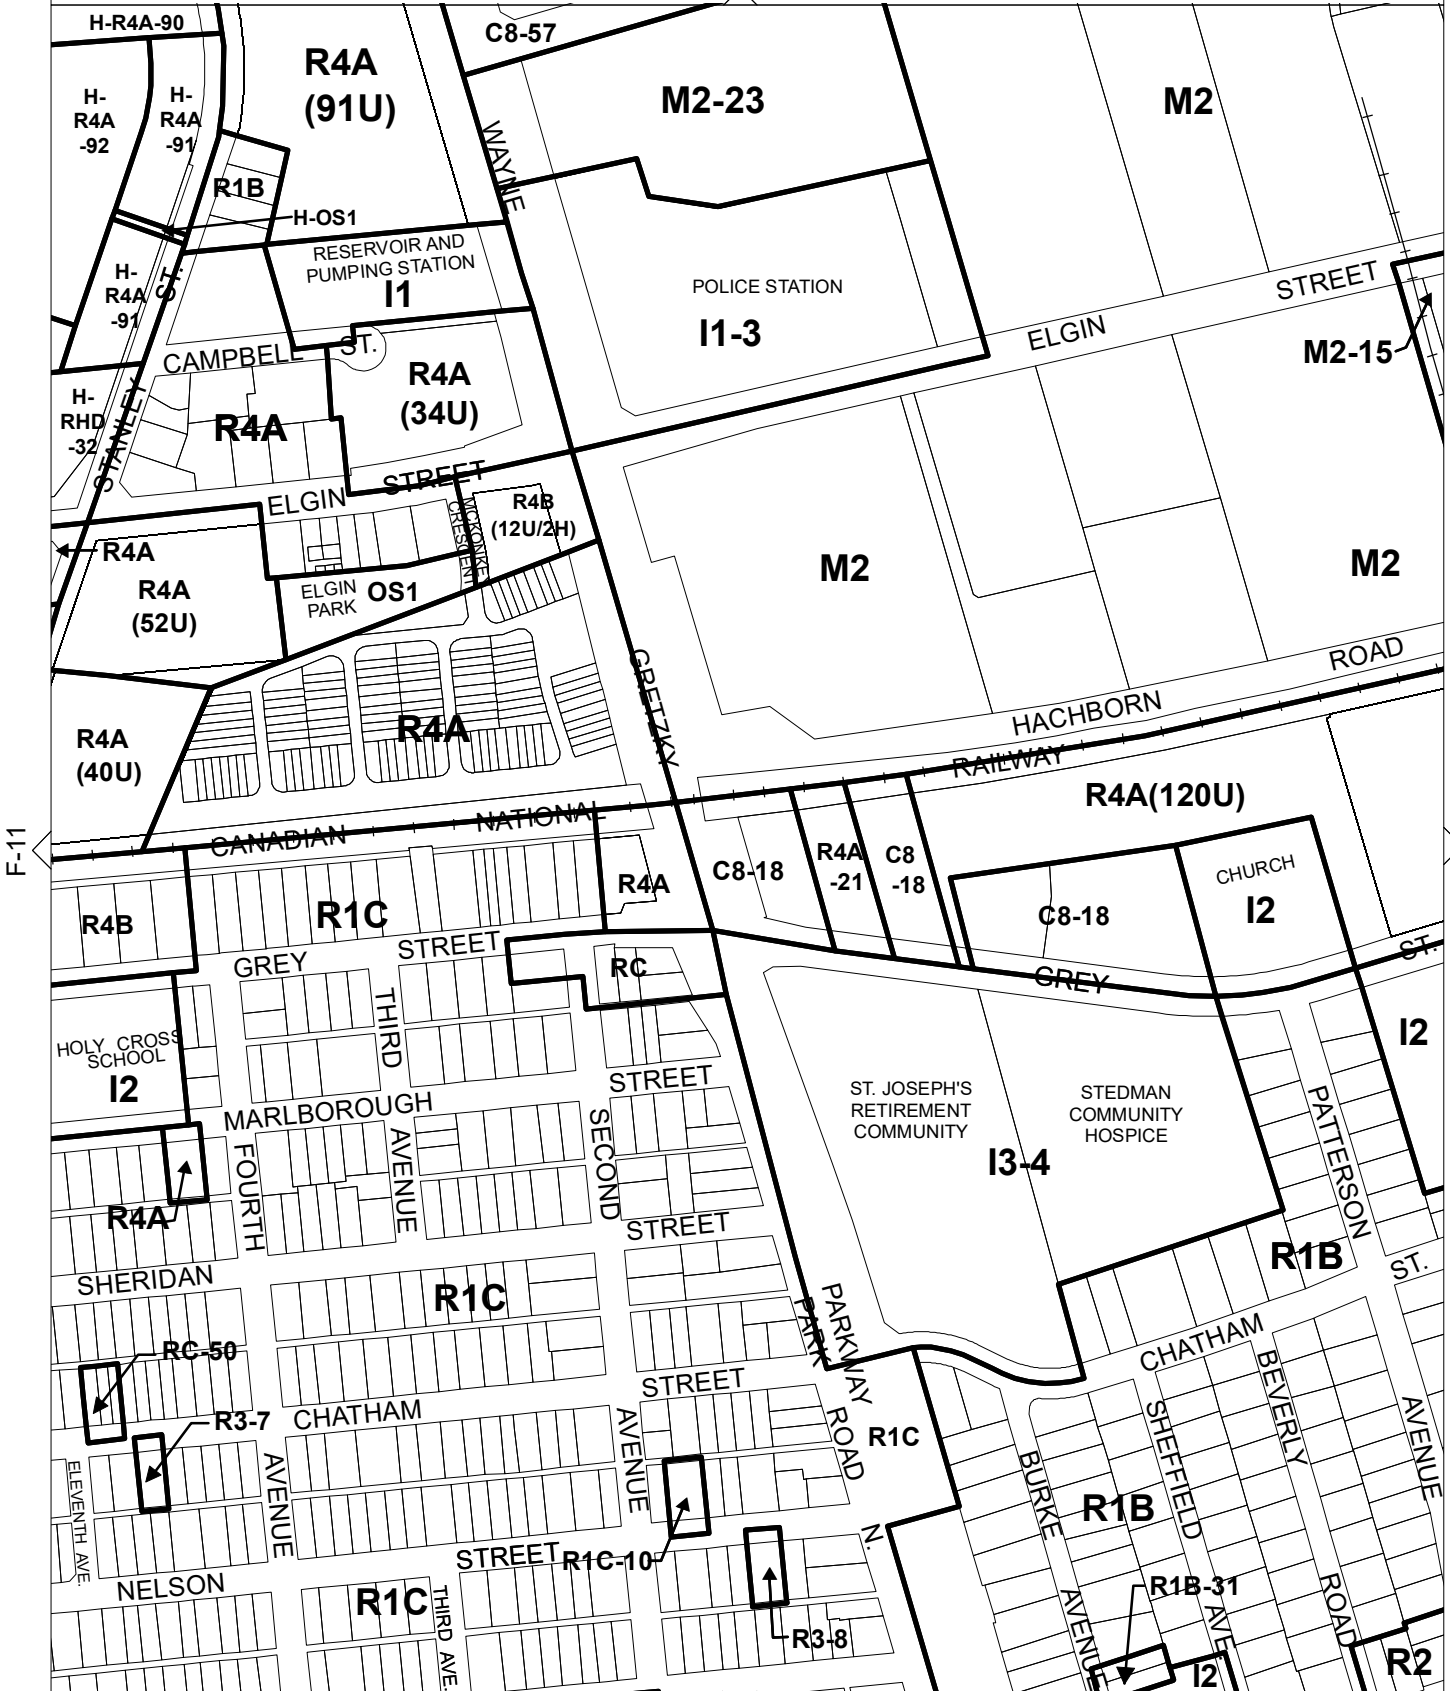 H-R4A-90
C8-57
R4A
(91U)
M2-23
M2
H-
R4A
-92
H-
R4A
-91
WAYNE
R1B
H-OS1
RESERVOIR AND
PUMPING STATION
I1
H-
R4A
-91
ST.
POLICE STATION
I1-3
STREET
ELGIN
M2-15
CAMPBELL ST.
R4A
(34U)
H-
RHD
-32
STANLEY
R4A
ELGIN STREET
R4B
(12U/2H)
MCKONKEY
CRESCENT
R4A
R4A
(52U)
ELGIN
PARK
OS1
M2
M2
GRETZKY
ROAD
HACHBORN
R4A
(40U)
R4A
RAILWAY
R4A(120U)
F-11
CANADIAN NATIONAL
C8-18
R4A
-21
C8
-18
CHURCH
I2
C8-18
R4A
R4B
R1C
GREY STREET
RC
GREY
ST.
THIRD
HOLY CROSS
SCHOOL
I2
I2
MARLBOROUGH STREET
ST. JOSEPH'S
RETIREMENT
COMMUNITY
STEDMAN
COMMUNITY
HOSPICE
I3-4
PATTERSON
FOURTH
AVENUE
SECOND
R4A
STREET
R1B
ST.
SHERIDAN
R1C
PARKWAY
PARK
CHATHAM
RC-50
STREET
BEVERLY
R3-7
CHATHAM
AVENUE
ROAD
R1C
SHEFFIELD
AVENUE
ELEVENTH AVE.
AVENUE
BURKE
R1B
N.
STREET
R1C-10
NELSON
R1C
THIRD AVE.
R3-8
R1B-31
AVENUE
AVE.
ROAD
I2
R2